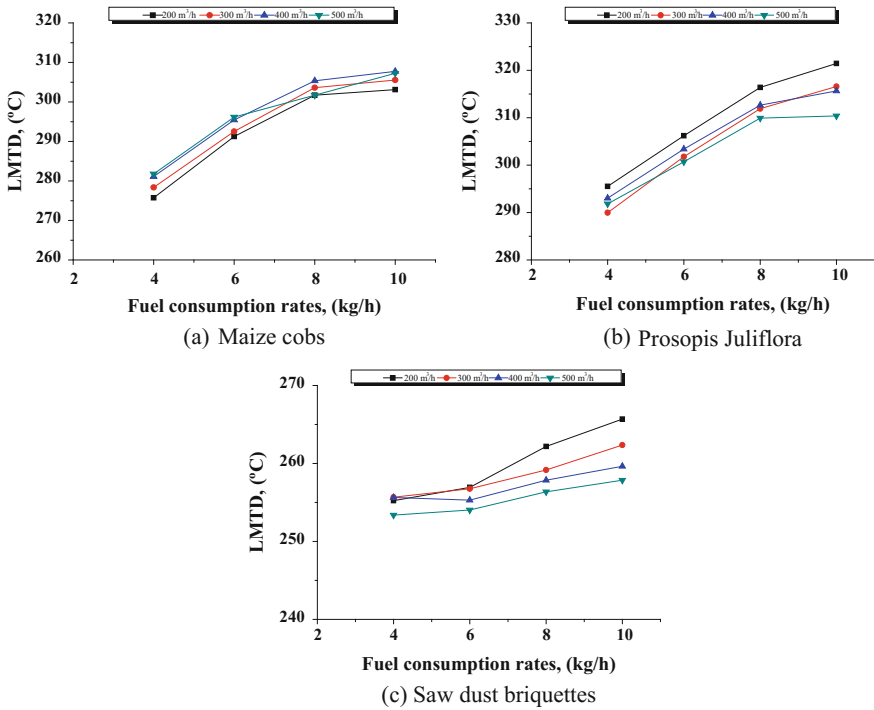 200 m³/h 300 m³/h 400 m³/h 500 m³/h
320
310
300
290
280
270
260
LMTD, (ºC)
2 4 6 8 10
Fuel consumption rates, (kg/h)
(a) Maize cobs
200 m³/h 300 m³/h 400 m³/h 500 m³/h
330
320
310
300
290
280
LMTD, (ºC)
2 4 6 8 10
Fuel consumption rates, (kg/h)
(b) Prosopis Juliflora
200 m³/h 300 m³/h 400 m³/h 500 m³/h
270
260
250
240
LMTD, (ºC)
2 4 6 8 10
Fuel consumption rates, (kg/h)
(c) Saw dust briquettes